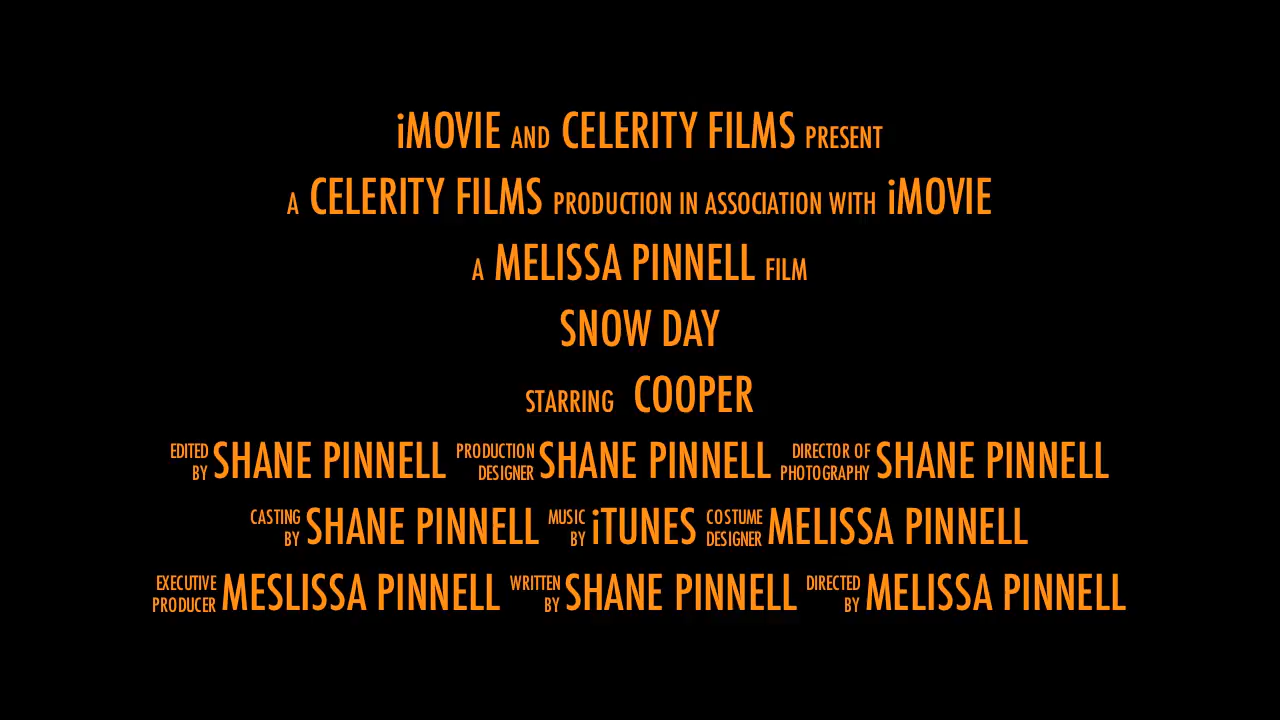 iMOVIE AND CELERITY FILMS PRESENT
A CELERITY FILMS PRODUCTION IN ASSOCIATION WITH iMOVIE
A MELISSA PINNELL FILM
SNOW DAY
STARRING COOPER
EDITED BY SHANE PINNELL PRODUCTION DESIGNER SHANE PINNELL DIRECTOR OF PHOTOGRAPHY SHANE PINNELL
CASTING BY SHANE PINNELL MUSIC BY iTUNES COSTUME DESIGNER MELISSA PINNELL
EXECUTIVE PRODUCER MESLISSA PINNELL WRITTEN BY SHANE PINNELL DIRECTED BY MELISSA PINNELL